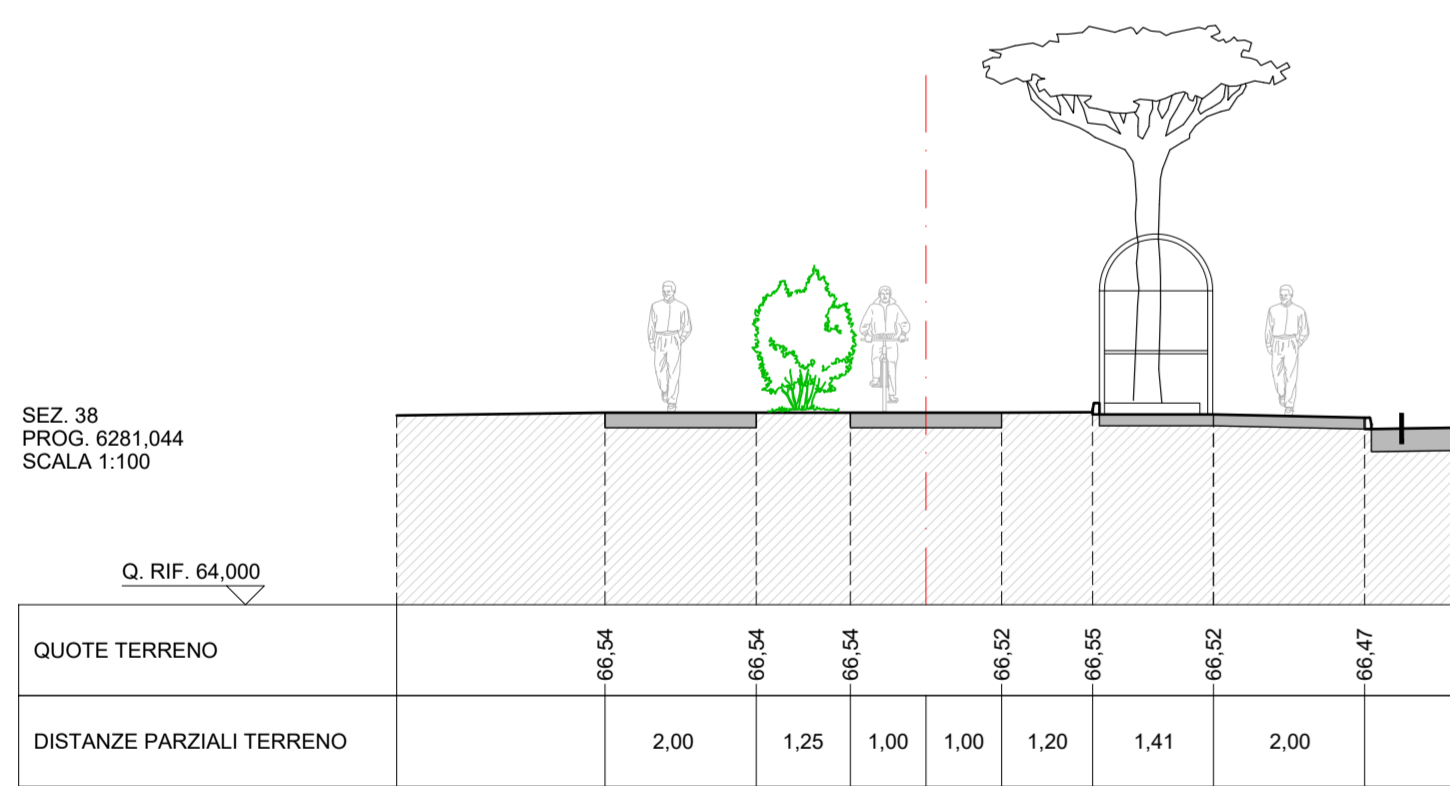 SEZ. 38
PROG. 6281,044
SCALA 1:100
Q. RIF. 64,000
QUOTE TERRENO
66,54
66,54
66,54
66,52
66,55
66,52
66,47
DISTANZE PARZIALI TERRENO
2,00
1,25
1,00
1,00
1,20
1,41
2,00